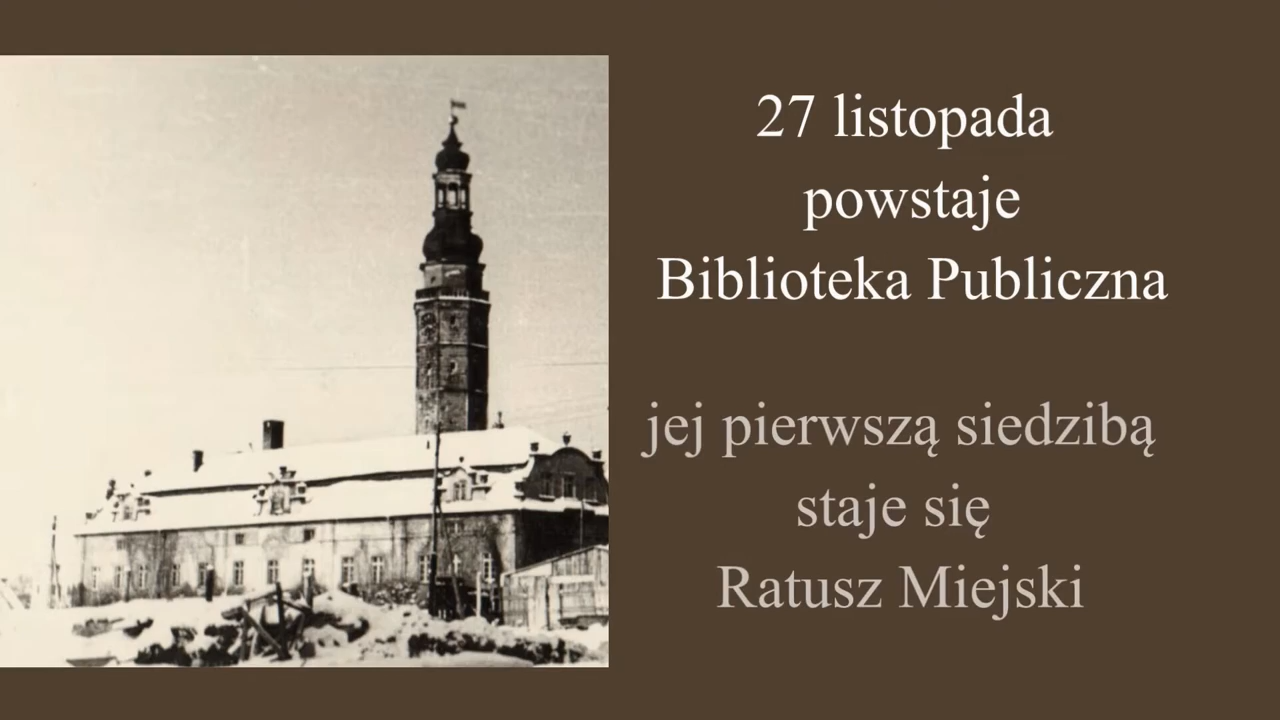 27 listopada
powstaje
Biblioteka Publiczna
jej pierwszą siedzibą
staje się
Ratusz Miejski